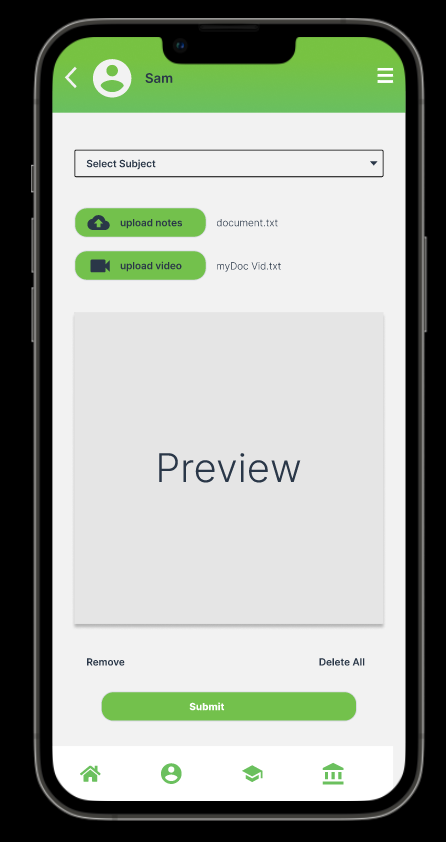 Sam
Select Subject
upload notes document.txt
upload video myDoc Vid.txt
Preview
Remove Delete All
Submit